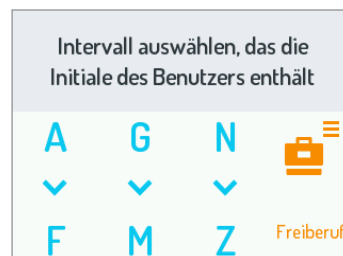 Intervall auswählen, das die
Initiale des Benutzers enthält
A G N
F M Z
Freiberuf